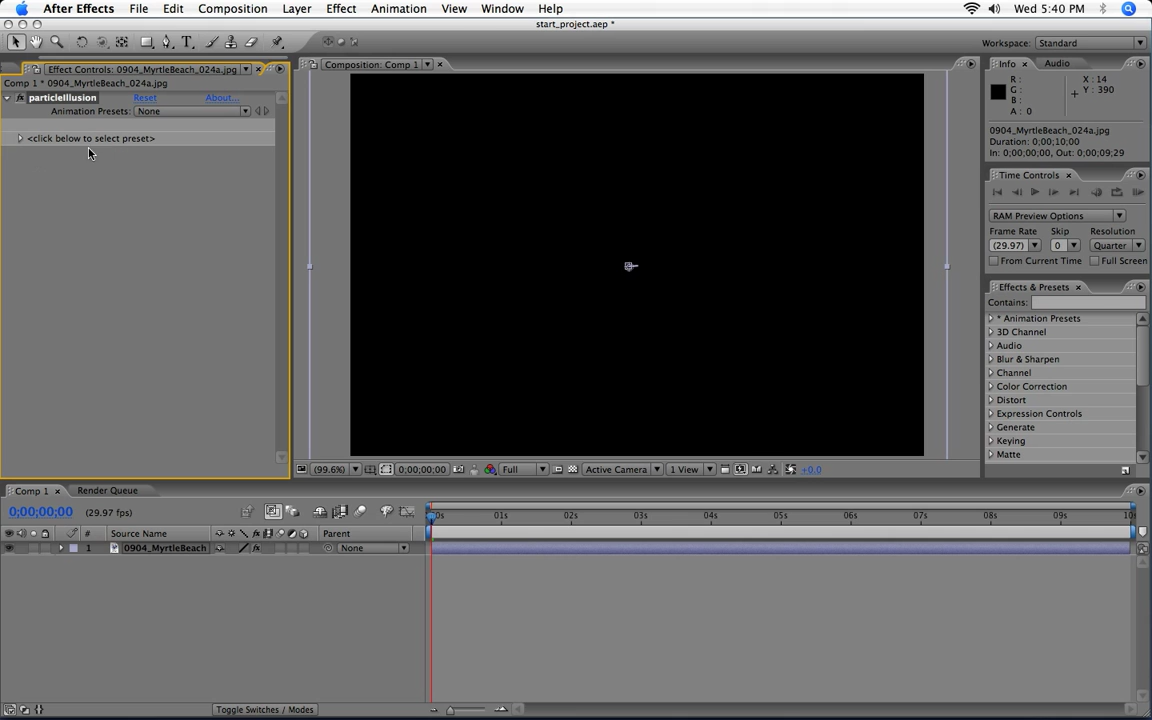 After Effects File Edit Composition Layer Effect Animation View Window Help Wed 5:40 PM
start_project.aep *
T Workspace: Standard
Effect Controls: 0904_MyrtleBeach_024a.jpg
Comp 1 * 0904_MyrtleBeach_024a.jpg
fx particleIllusion Reset About...
Animation Presets: None
<click below to select preset>
Composition: Comp 1
(99.6%) 0;00;00;00 Full Active Camera 1 View +0.0
Info Audio
R : X : 14
G : Y : 390
B :
A : 0
0904_MyrtleBeach_024a.jpg
Duration: 0;00;10;00
In: 0;00;00;00, Out: 0;00;09;29
Time Controls
RAM Preview Options
Frame Rate Skip Resolution
(29.97) 0 Quarter
From Current Time Full Screen
Effects & Presets
Contains:
* Animation Presets
3D Channel
Audio
Blur & Sharpen
Channel
Color Correction
Distort
Expression Controls
Generate
Keying
Matte
Comp 1 Render Queue
0;00;00;00 (29.97 fps)
00s 01s 02s 03s 04s 05s 06s 07s 08s 09s 10s
# Source Name fx Parent
1 0904_MyrtleBeach fx None
Toggle Switches / Modes